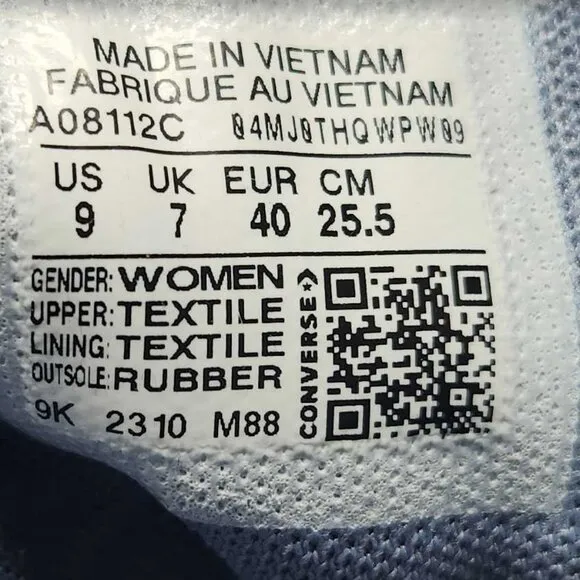 MADE IN VIETNAM
FABRIQUE AU VIETNAM
A08112C 04MJ0THQWPW09
US UK EUR CM
9 7 40 25.5
GENDER: WOMEN
UPPER: TEXTILE
LINING: TEXTILE
OUTSOLE: RUBBER
9K 2310 M88
CONVERSE